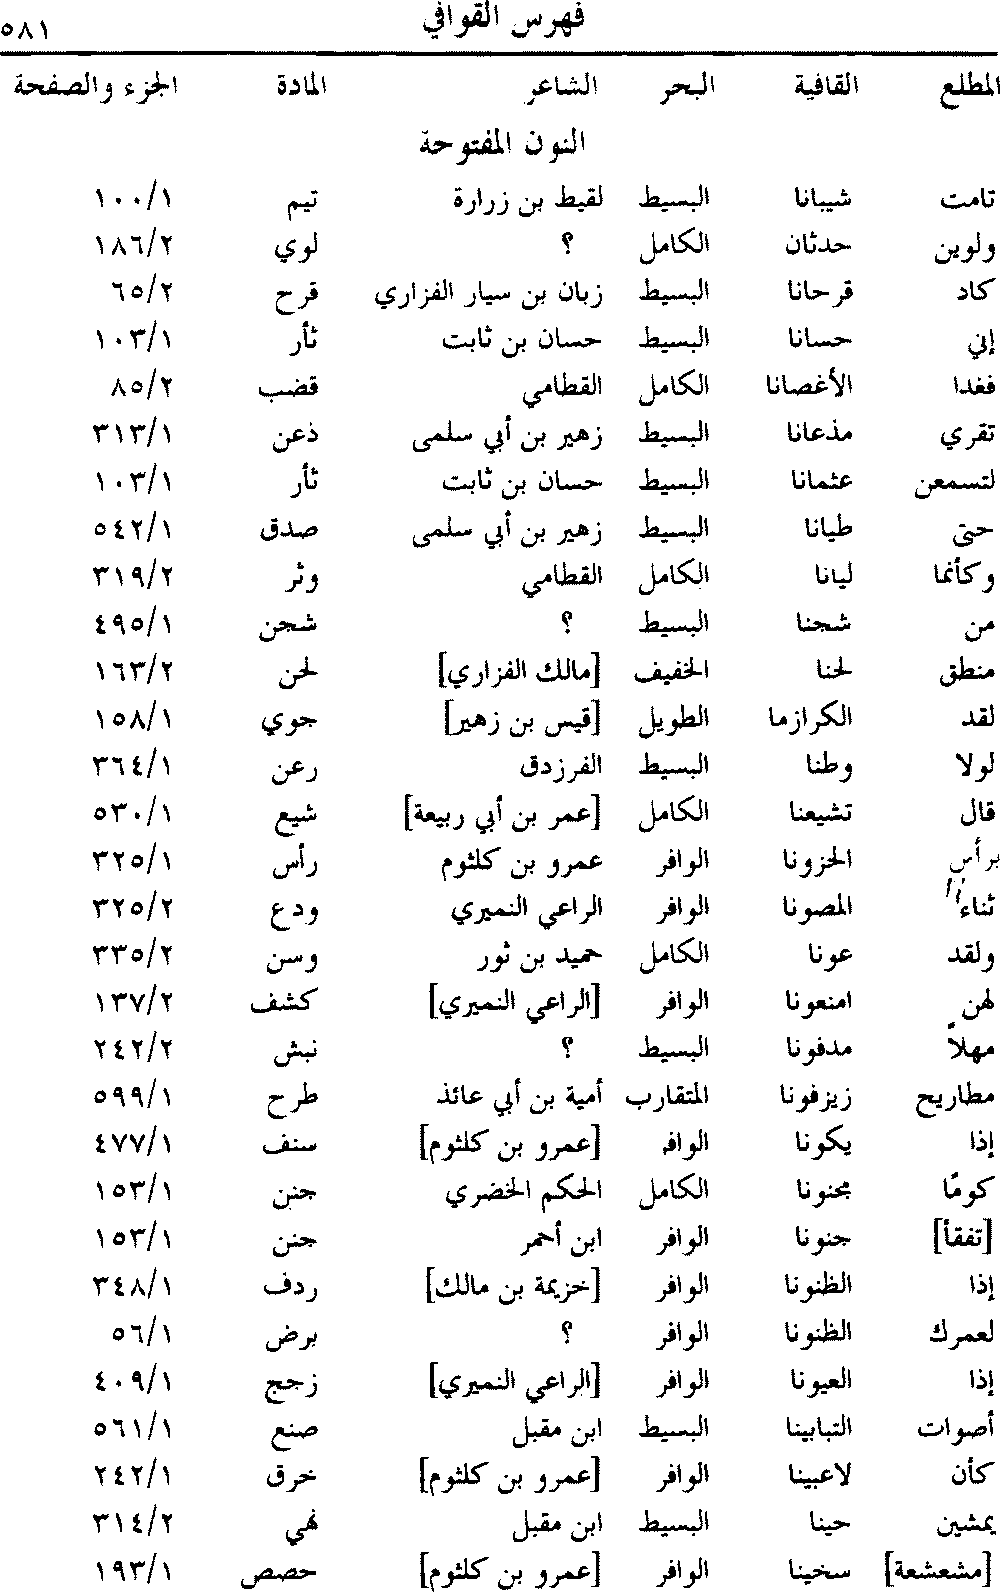 فهرس القوافي ٥٨١
المطلع القافية البحر الشاعر المادة الجزء والصفحة
النون المفتوحة
تامت شيبانا البسيط لقيط بن زرارة تيم ١٠٠/١
ولوين حدثان الكامل ؟ لوي ١٨٦/٢
كاد قرحانا البسيط زبان بن سيار الفزاري قرح ٦٥/٢
إني حسانا البسيط حسان بن ثابت ثأر ١٠٣/١
فغدا الأغصانا الكامل القطامي قضب ٨٥/٢
تقري مذعانا البسيط زهير بن أبي سلمى ذعن ٣١٣/١
لتسمعن عثمانا البسيط حسان بن ثابت ثأر ١٠٣/١
حتى طيانا البسيط زهير بن أبي سلمى صدق ٥٤٢/١
وكأنما ليانا الكامل القطامي وثر ٣١٩/٢
من شجنا البسيط ؟ شجن ٤٩٥/١
منطق لحنا الخفيف [مالك الفزاري] لحن ١٦٣/٢
لقد الكرازما الطويل [قيس بن زهير] جوي ١٥٨/١
لولا وطنا البسيط الفرزدق رعن ٣٦٤/١
قال تشيعنا الكامل [عمر بن أبي ربيعة] شيع ٥٣٠/١
برأس الحزونا الوافر عمرو بن كلثوم رأس ٣٢٥/١
ثناء المصونا الوافر الراعي النميري ودع ٣٢٥/٢
ولقد عونا الكامل حميد بن ثور وسن ٣٣٥/٢
لهن امنعونا الوافر [الراعي النميري] كشف ١٣٧/٢
مهلاً مدفونا البسيط ؟ نبش ٢٤٢/٢
مطاريح زيزفونا المتقارب أمية بن أبي عائذ طرح ٥٩٩/١
إذا يكونا الوافر [عمرو بن كلثوم] سنف ٤٧٧/١
كومًا مجنونا الكامل الحكم الخضري جنن ١٥٣/١
[تفقأ] جنونا الوافر ابن أحمر جنن ١٥٣/١
إذا الظنونا الوافر [خزيمة بن مالك] ردف ٣٤٨/١
لعمرك الظنونا الوافر ؟ برض ٥٦/١
إذا العيونا الوافر [الراعي النميري] زجج ٤٠٩/١
أصوات التبابينا البسيط ابن مقبل صنع ٥٦١/١
كأن لاعبينا الوافر [عمرو بن كلثوم] خرق ٢٤٢/١
يمشين حينا البسيط ابن مقبل نهي ٣١٤/٢
[مشعشعة] سخينا الوافر [عمرو بن كلثوم] حصص ١٩٣/١